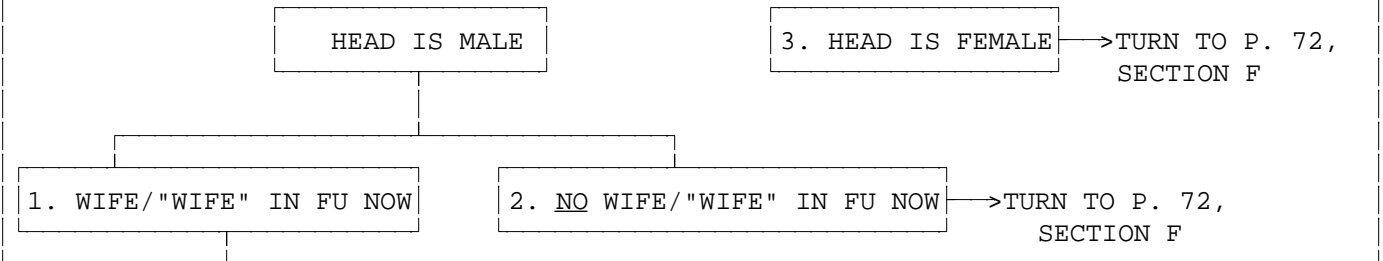 HEAD IS MALE
3. HEAD IS FEMALE
TURN TO P. 72,
SECTION F
1. WIFE/"WIFE" IN FU NOW
2. NO WIFE/"WIFE" IN FU NOW
TURN TO P. 72,
SECTION F